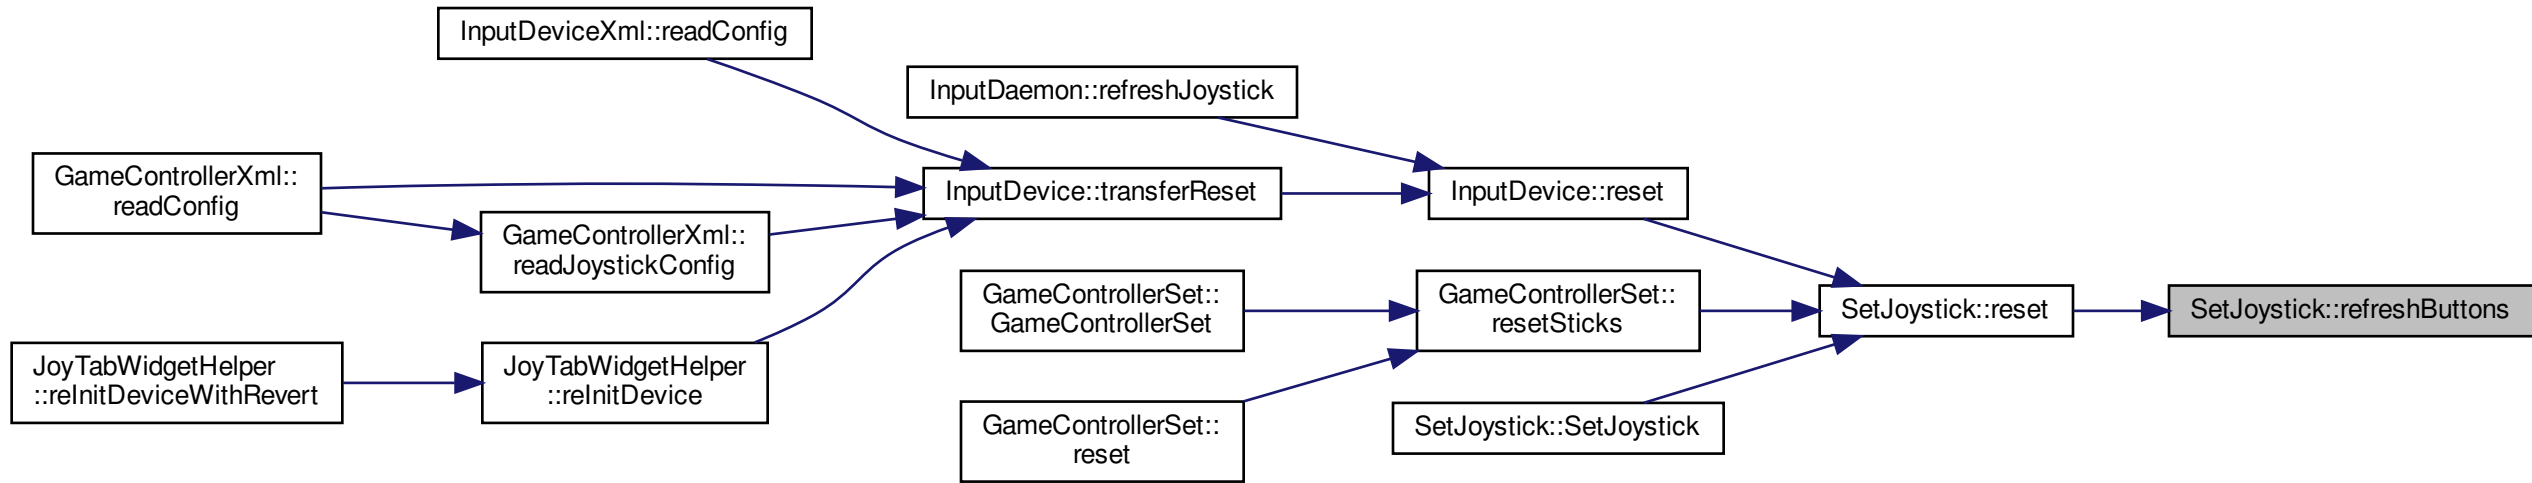 InputDeviceXml::readConfig
InputDaemon::refreshJoystick
GameControllerXml::
readConfig
InputDevice::transferReset
InputDevice::reset
GameControllerXml::
readJoystickConfig
GameControllerSet::
GameControllerSet
GameControllerSet::
resetSticks
SetJoystick::reset
SetJoystick::refreshButtons
JoyTabWidgetHelper
::reInitDeviceWithRevert
JoyTabWidgetHelper
::reInitDevice
GameControllerSet::
reset
SetJoystick::SetJoystick